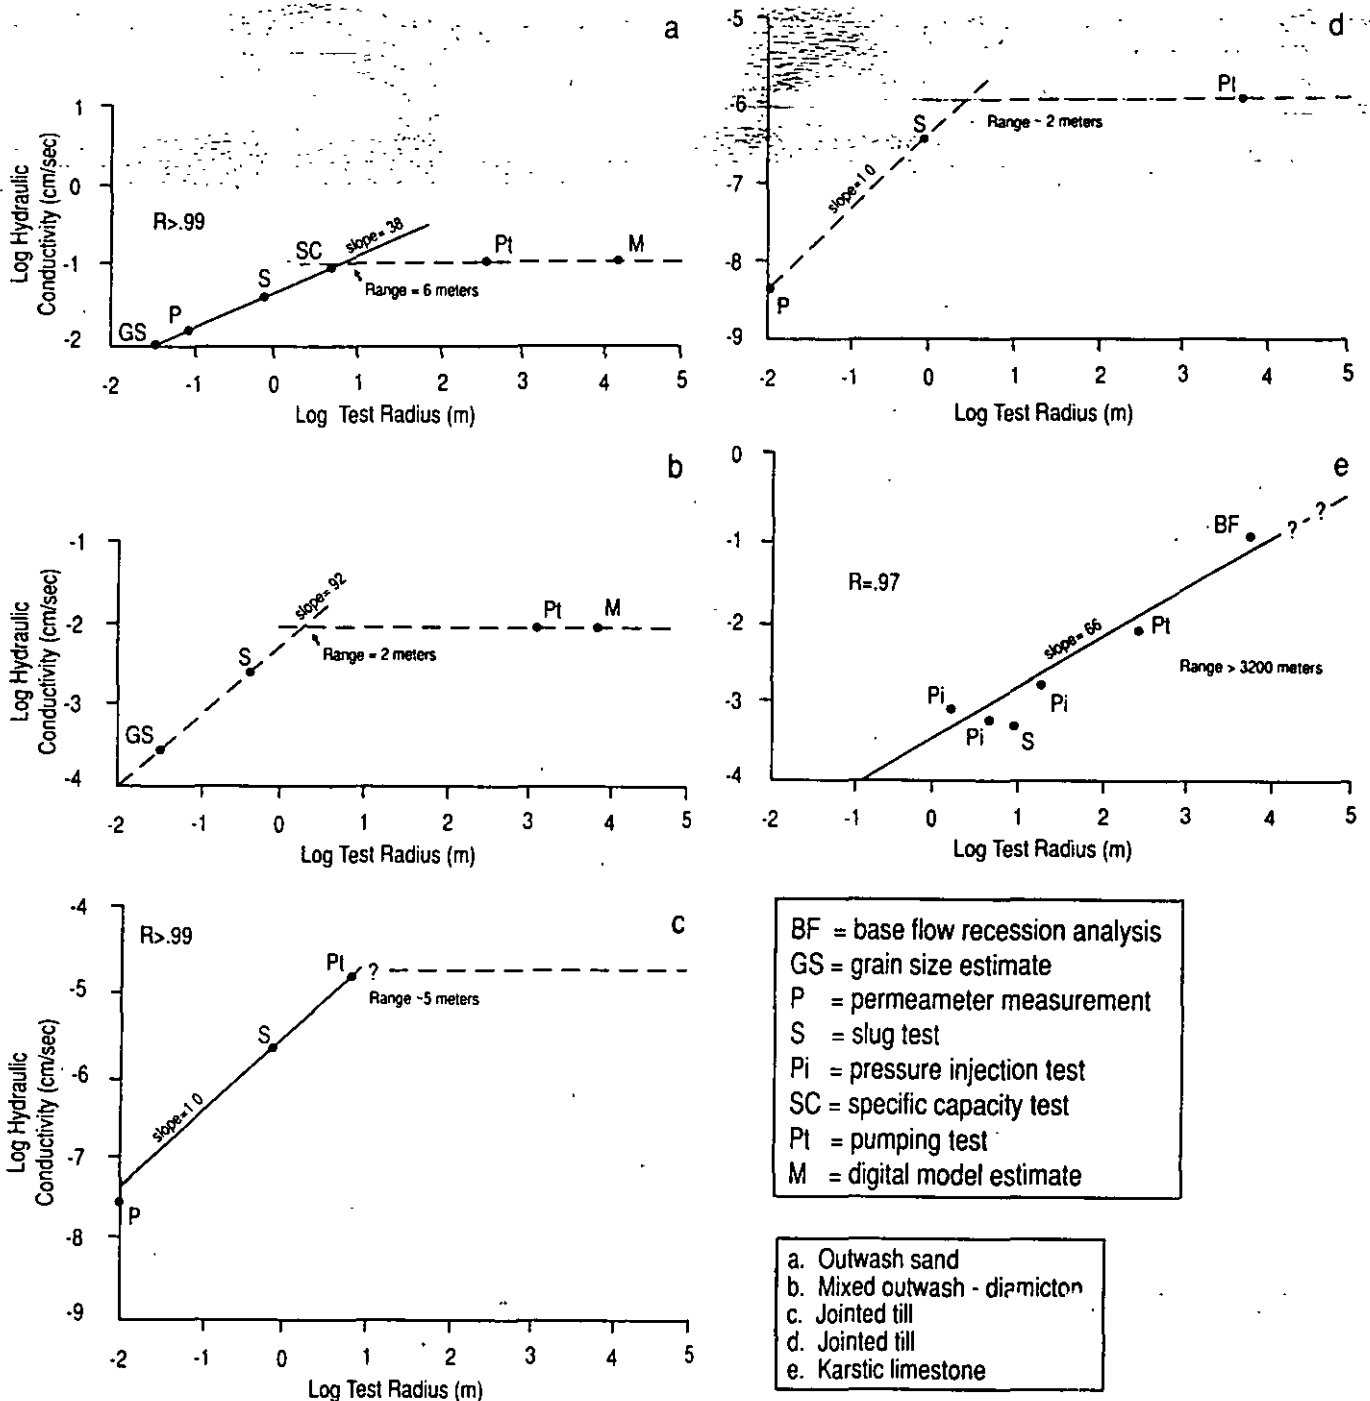 a
Log Hydraulic
Conductivity (cm/sec)
1
0
-1
-2
R>.99
GS
P
S
SC
slope= 38
Pt
M
Range = 6 meters
-2 -1 0 1 2 3 4 5
Log Test Radius (m)
b
Log Hydraulic
Conductivity (cm/sec)
-1
-2
-3
-4
GS
S
slope= 92
Pt
M
Range = 2 meters
-2 -1 0 1 2 3 4 5
Log Test Radius (m)
c
Log Hydraulic
Conductivity (cm/sec)
-4
-5
-6
-7
-8
-9
R>.99
P
slope=1 0
S
Pt
?
Range ~5 meters
-2 -1 0 1 2 3 4 5
Log Test Radius (m)
d
-5
-6
-7
-8
-9
P
slope=1 0
S
Pt
Range ~ 2 meters
-2 -1 0 1 2 3 4 5
Log Test Radius (m)
e
0
-1
-2
-3
-4
R=.97
Pi
Pi
S
Pi
slope= 66
Pt
BF
? ?
Range > 3200 meters
-2 -1 0 1 2 3 4 5
Log Test Radius (m)
BF = base flow recession analysis
GS = grain size estimate
P = permeameter measurement
S = slug test
Pi = pressure injection test
SC = specific capacity test
Pt = pumping test
M = digital model estimate
a. Outwash sand
b. Mixed outwash - diamicton
c. Jointed till
d. Jointed till
e. Karstic limestone